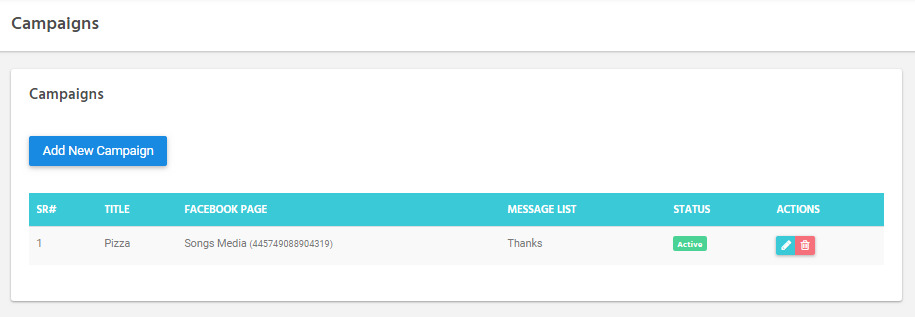 Campaigns
Campaigns
Add New Campaign
SR# TITLE FACEBOOK PAGE MESSAGE LIST STATUS ACTIONS
1 Pizza Songs Media (445749088904319) Thanks Active